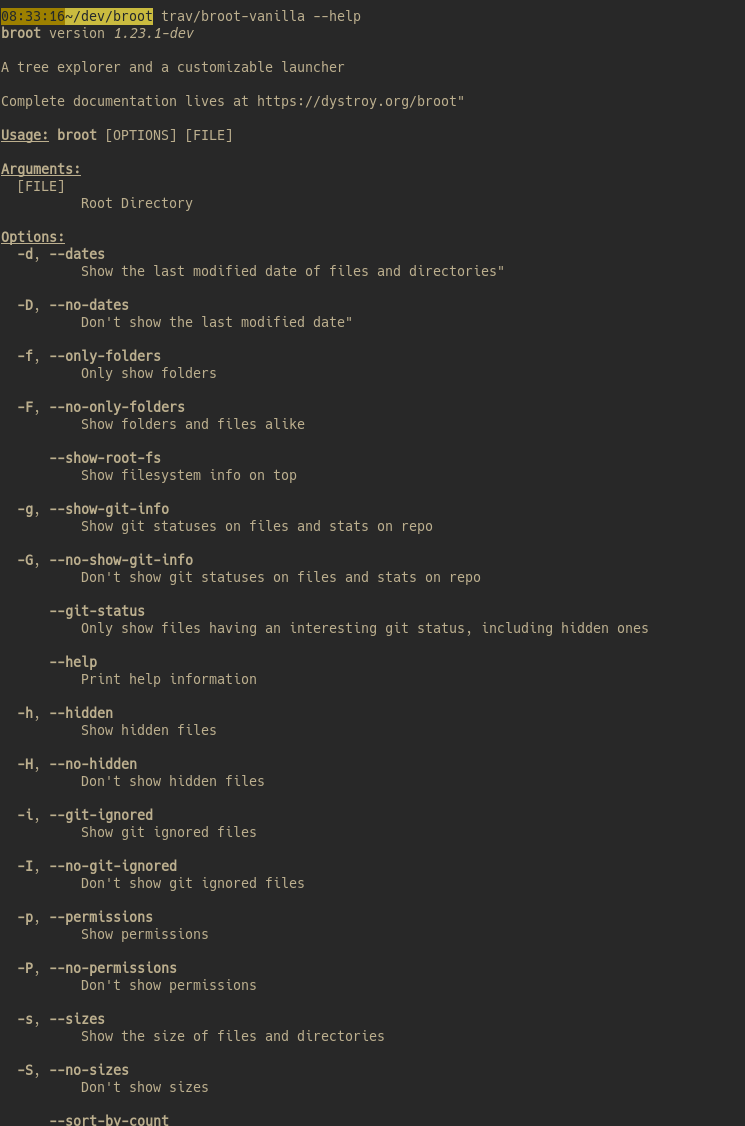 08:33:16~/dev/broot trav/broot-vanilla --help
broot version 1.23.1-dev
A tree explorer and a customizable launcher
Complete documentation lives at https://dystroy.org/broot"
Usage: broot [OPTIONS] [FILE]
Arguments:
[FILE]
Root Directory
Options:
-d, --dates
Show the last modified date of files and directories"
-D, --no-dates
Don't show the last modified date"
-f, --only-folders
Only show folders
-F, --no-only-folders
Show folders and files alike
--show-root-fs
Show filesystem info on top
-g, --show-git-info
Show git statuses on files and stats on repo
-G, --no-show-git-info
Don't show git statuses on files and stats on repo
--git-status
Only show files having an interesting git status, including hidden ones
--help
Print help information
-h, --hidden
Show hidden files
-H, --no-hidden
Don't show hidden files
-i, --git-ignored
Show git ignored files
-I, --no-git-ignored
Don't show git ignored files
-p, --permissions
Show permissions
-P, --no-permissions
Don't show permissions
-s, --sizes
Show the size of files and directories
-S, --no-sizes
Don't show sizes
--sort-by-count